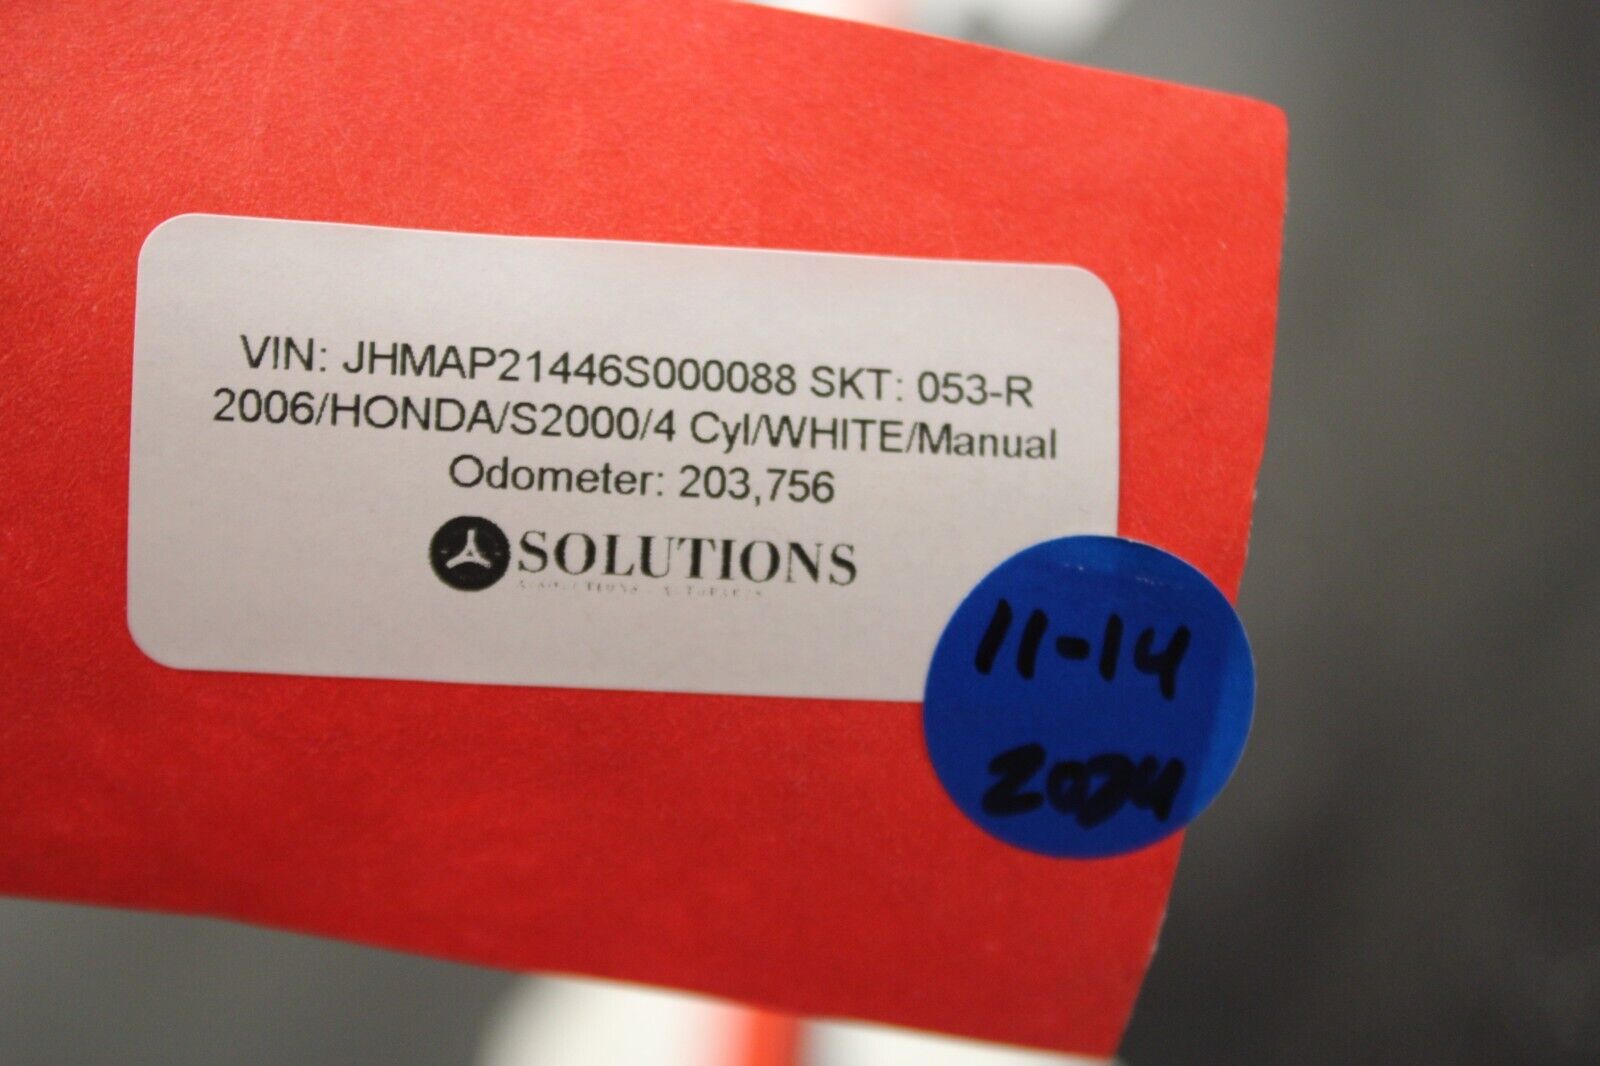 VIN: JHMAP21446S000088 SKT: 053-R
2006/HONDA/S2000/4 Cyl/WHITE/Manual
Odometer: 203,756
SOLUTIONS
11-14
2024